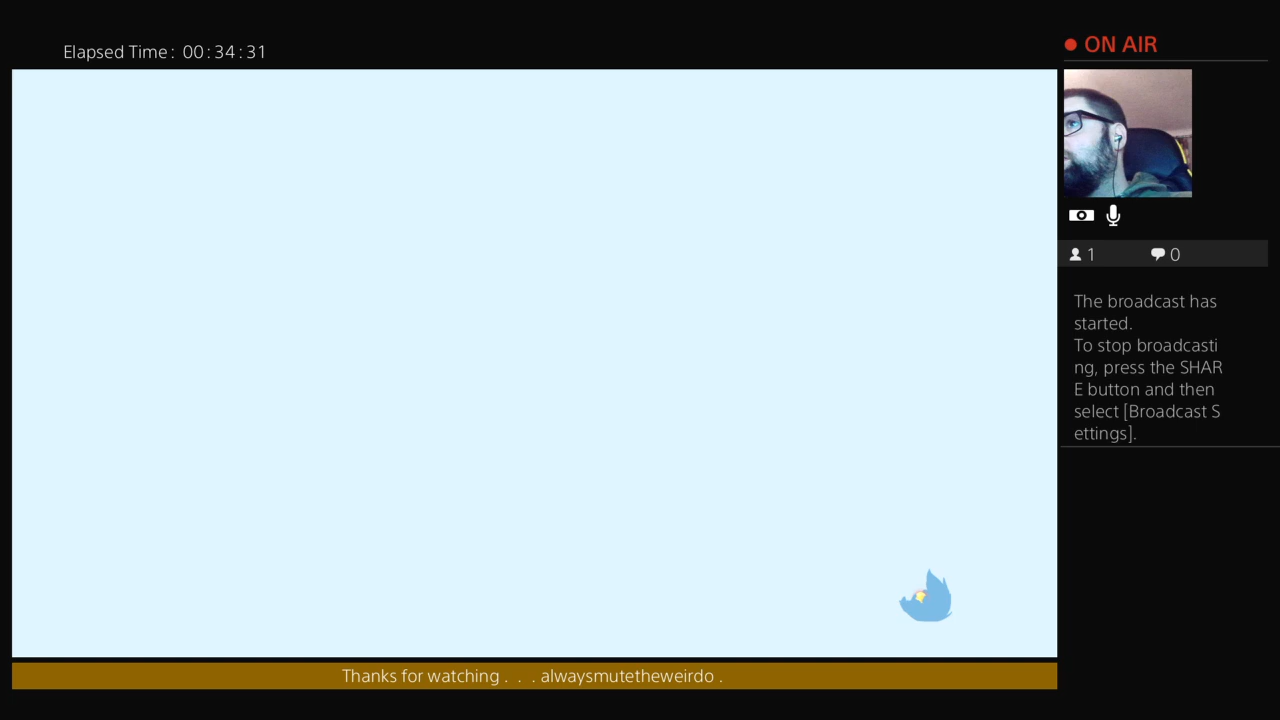 Elapsed Time: 00:34:31
ON AIR
1
0
The broadcast has
started.
To stop broadcasti
ng, press the SHAR
E button and then
select [Broadcast S
ettings].
Thanks for watching . . . alwaysmutetheweirdo .